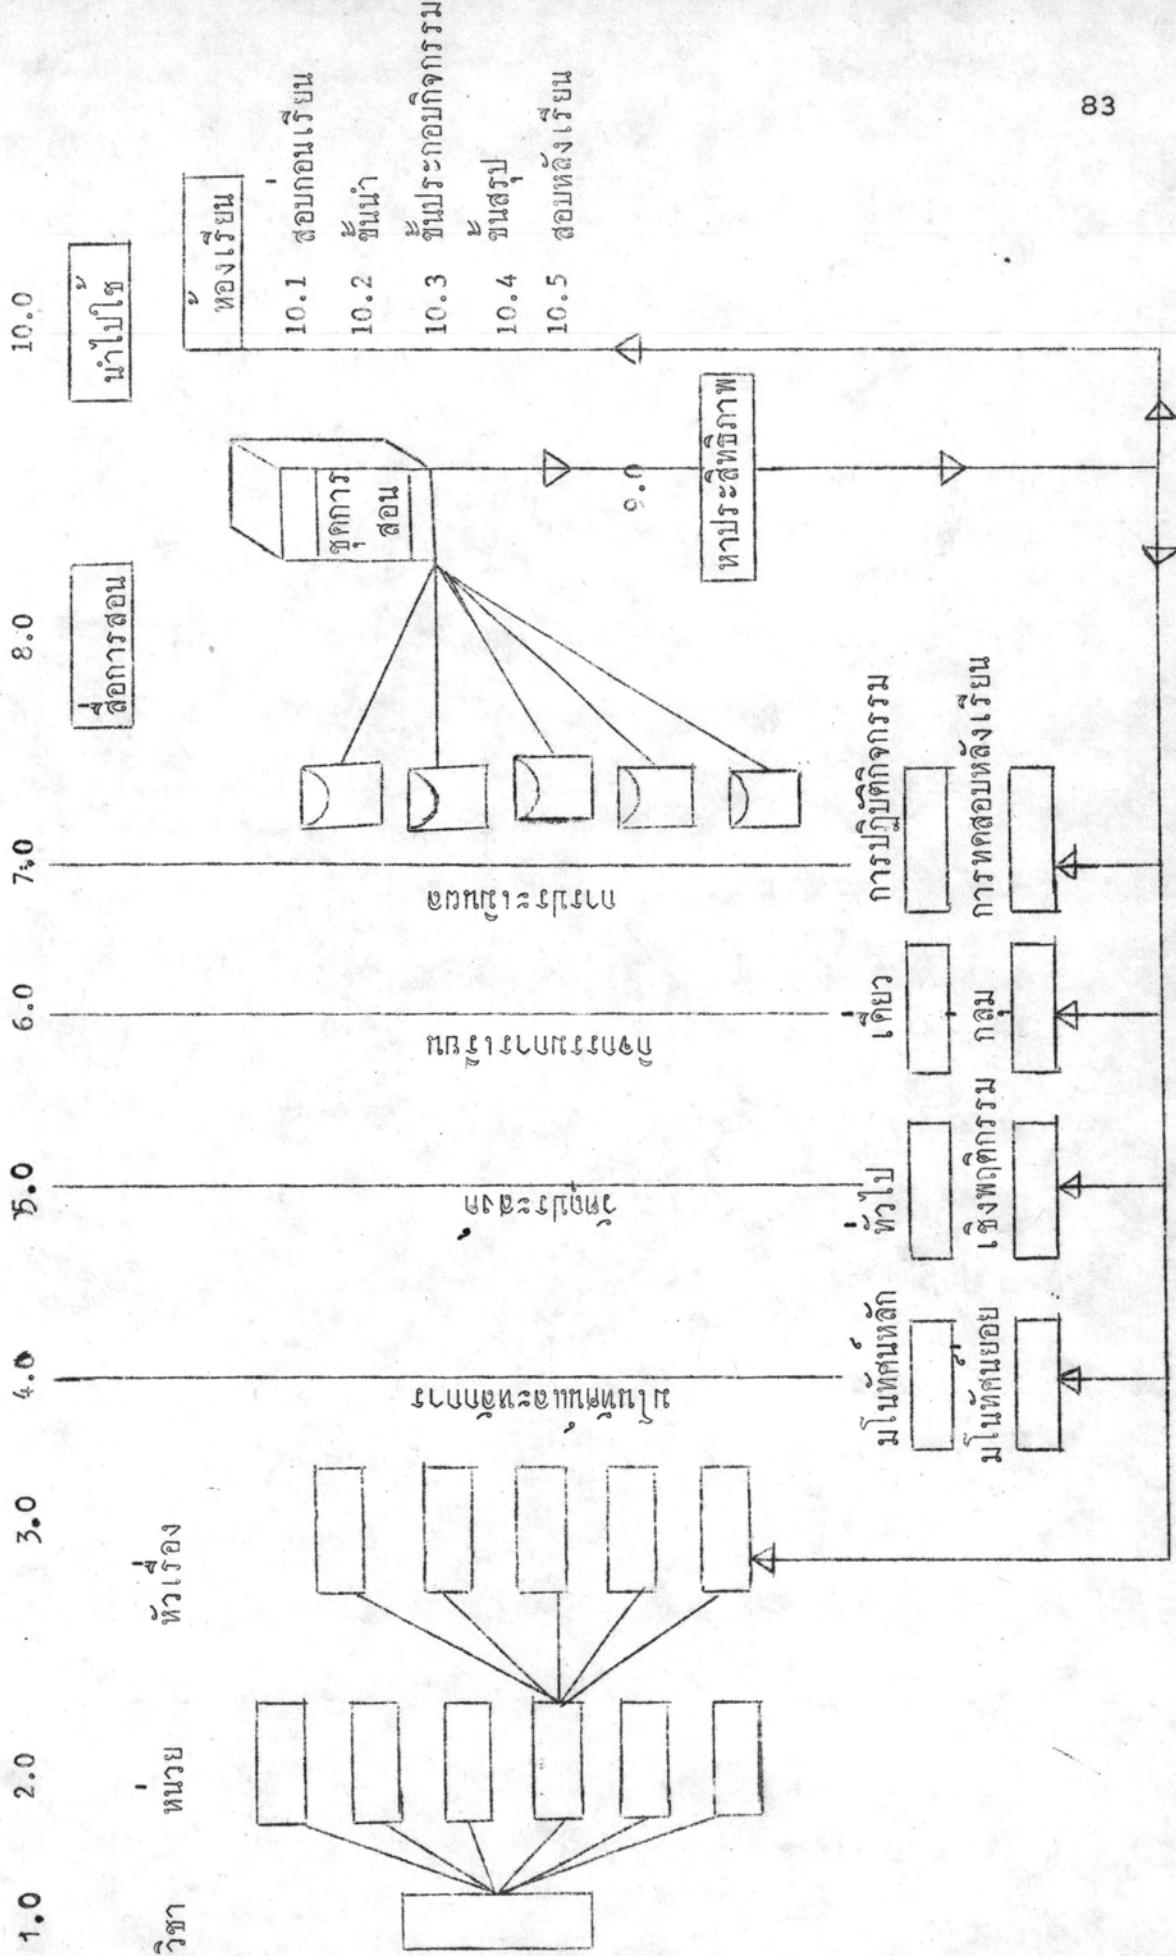 83
1.0
2.0
3.0
4.0
5.0
6.0
7.0
8.0
10.0
วิชา
หน่วย
หัวเรื่อง
สื่อการสอน
นำไปใช้
มโนทัศน์และหลักการ
วัตถุประสงค์
กิจกรรมการเรียน
การประเมินผล
ชุดการ
สอน
ห้องเรียน
10.1 สอบก่อนเรียน
10.2 ขั้นนำ
10.3 ขั้นประกอบกิจกรรม
10.4 ขั้นสรุป
10.5 สอบหลังเรียน
9.0
หาประสิทธิภาพ
มโนทัศน์หลัก
ทั่วไป
เดี่ยว
การปฏิบัติกิจกรรม
มโนทัศน์ย่อย
เชิงพฤติกรรม
กลุ่ม
การทดสอบหลังเรียน